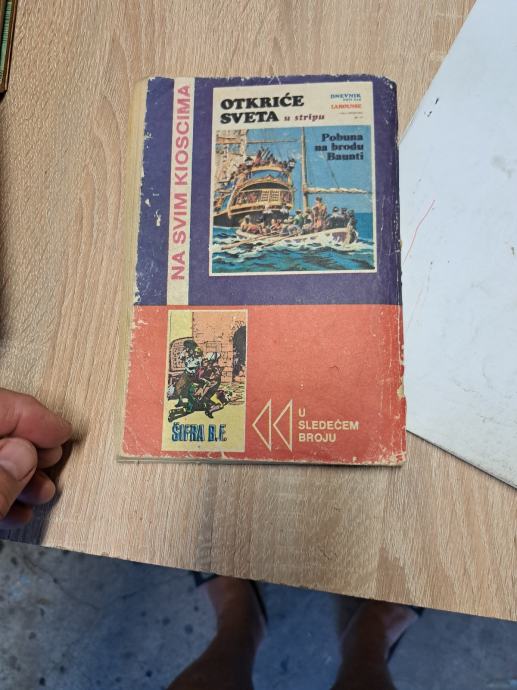 NA SVIM KIOSCIMA
OTKRIĆE
SVETA u stripu
DNEVNIK
LAROUSSE
Pobuna
na brodu
Baunti
ŠIFRA B.F.
U
SLEDEĆEM
BROJU